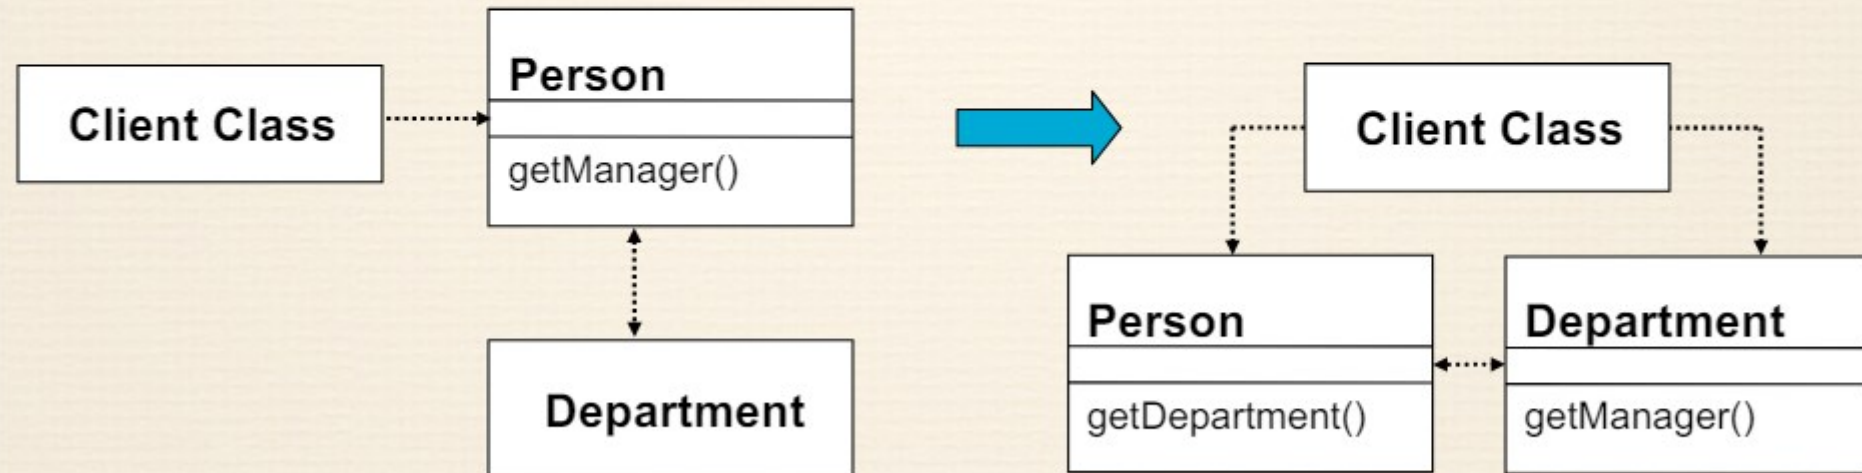 Client Class
Person
getManager()
Department
Client Class
Person
getDepartment()
Department
getManager()